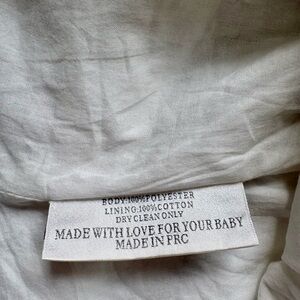 BODY:100%POLYESTER
LINING:100%COTTON
DRY CLEAN ONLY
MADE WITH LOVE FOR YOUR BABY
MADE IN PRC